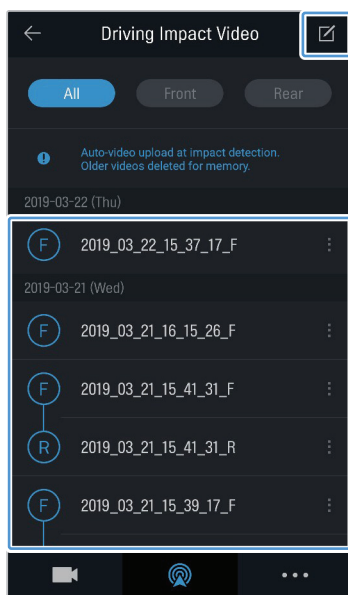 Driving Impact Video
All Front Rear
Auto-video upload at impact detection.
Older videos deleted for memory.
2019-03-22 (Thu)
F 2019_03_22_15_37_17_F
2019-03-21 (Wed)
F 2019_03_21_16_15_26_F
F 2019_03_21_15_41_31_F
R 2019_03_21_15_41_31_R
F 2019_03_21_15_39_17_F